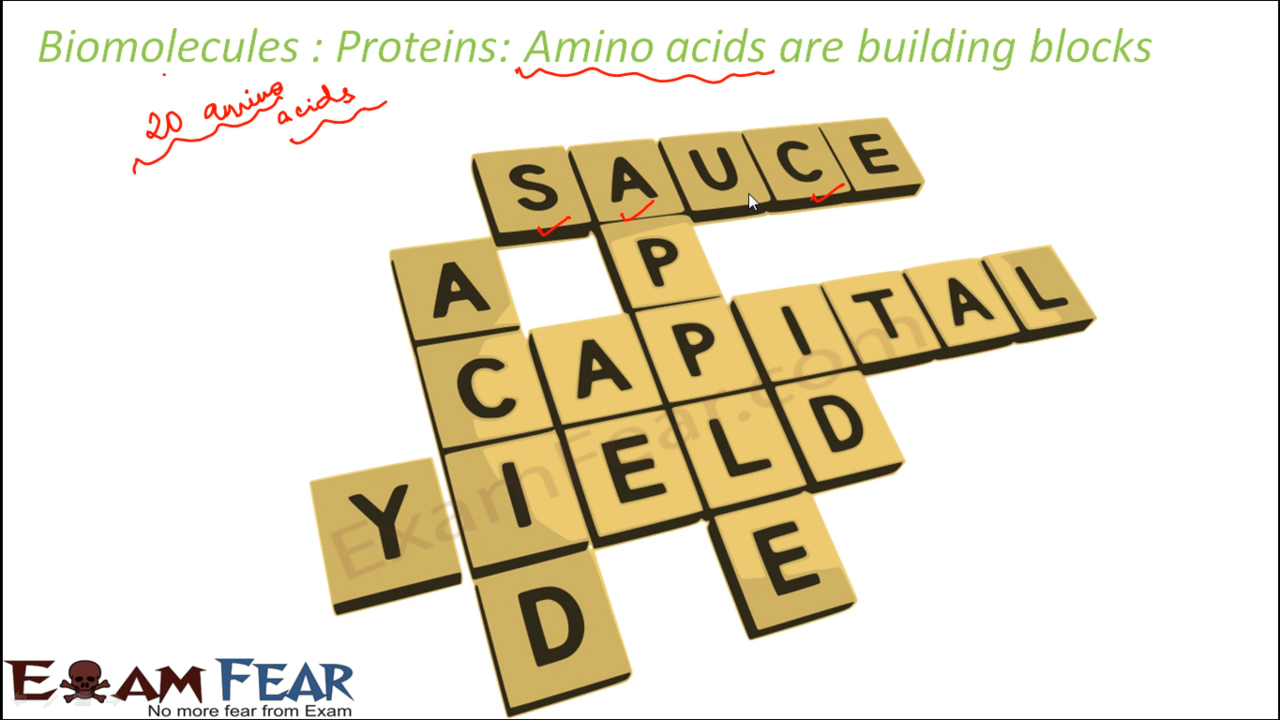 Biomolecules : Proteins: Amino acids are building blocks
20 amino
acids
SAUCE
A P
CAPITAL
YIELD
D E
ExamFear.com
EXAM FEAR
No more fear from Exam